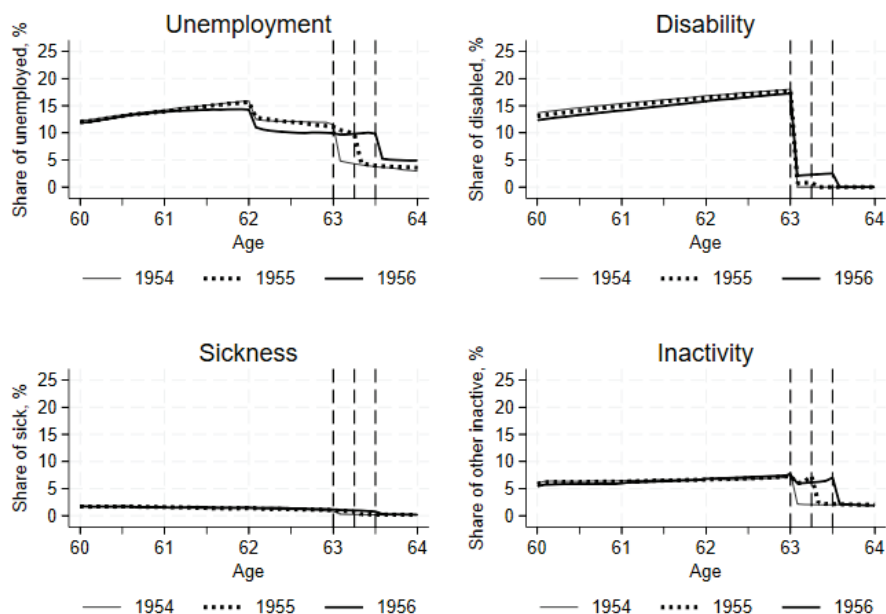 Unemployment
Share of unemployed, %
25
20
15
10
5
0
60 61 62 63 64
Age
1954 1955 1956
Disability
Share of disabled, %
25
20
15
10
5
0
60 61 62 63 64
Age
1954 1955 1956
Sickness
Share of sick, %
25
20
15
10
5
0
60 61 62 63 64
Age
1954 1955 1956
Inactivity
Share of other inactive, %
25
20
15
10
5
0
60 61 62 63 64
Age
1954 1955 1956